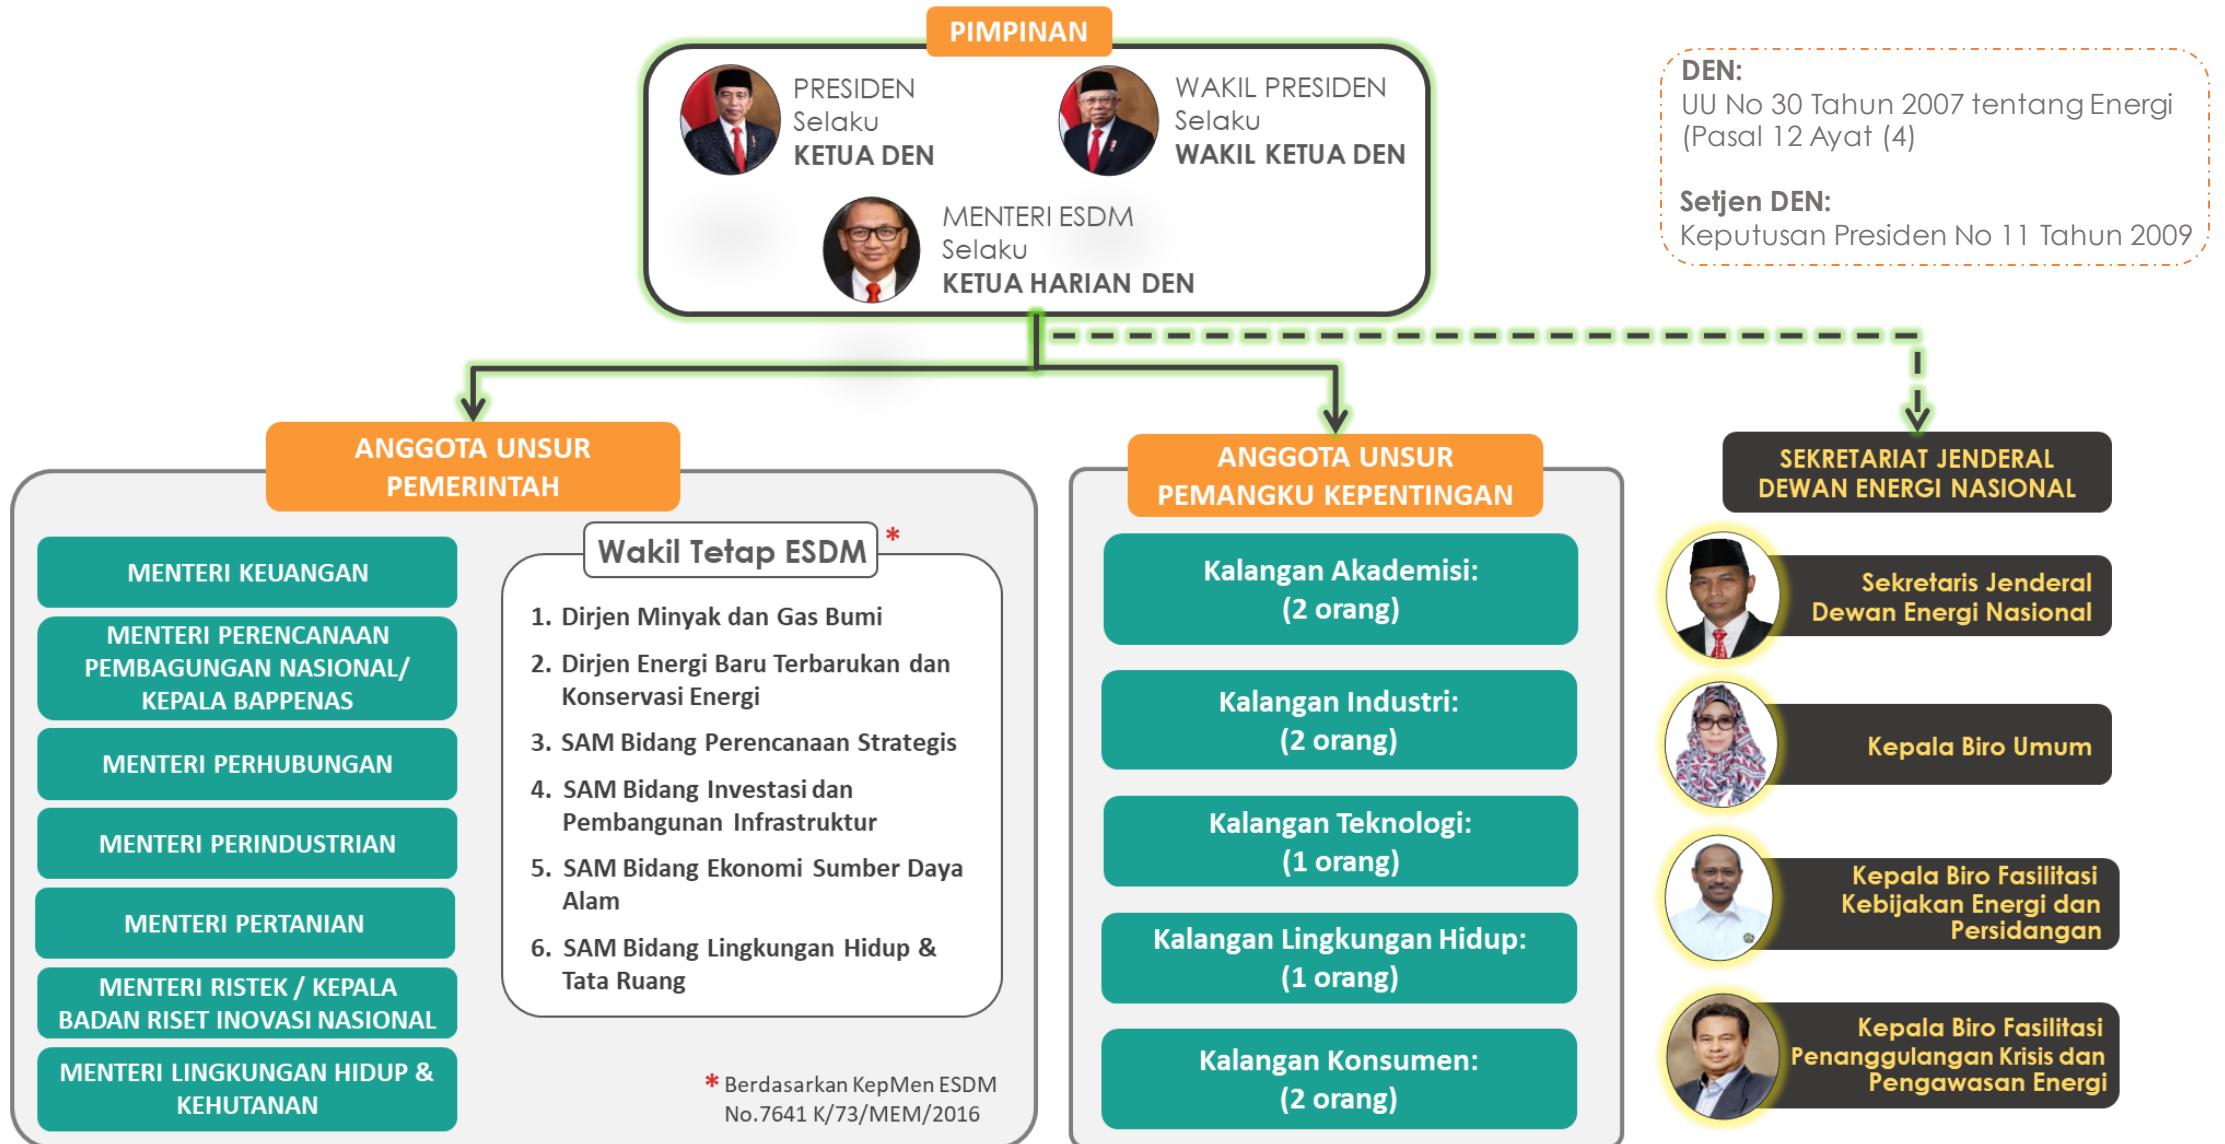 PIMPINAN
PRESIDEN
Selaku
KETUA DEN
WAKIL PRESIDEN
Selaku
WAKIL KETUA DEN
MENTERI ESDM
Selaku
KETUA HARIAN DEN
DEN:
UU No 30 Tahun 2007 tentang Energi
(Pasal 12 Ayat (4)
Setjen DEN:
Keputusan Presiden No 11 Tahun 2009
ANGGOTA UNSUR
PEMERINTAH
MENTERI KEUANGAN
MENTERI PERENCANAAN
PEMBAGUNGAN NASIONAL/
KEPALA BAPPENAS
MENTERI PERHUBUNGAN
MENTERI PERINDUSTRIAN
MENTERI PERTANIAN
MENTERI RISTEK / KEPALA
BADAN RISET INOVASI NASIONAL
MENTERI LINGKUNGAN HIDUP &
KEHUTANAN
Wakil Tetap ESDM *
1. Dirjen Minyak dan Gas Bumi
2. Dirjen Energi Baru Terbarukan dan
Konservasi Energi
3. SAM Bidang Perencanaan Strategis
4. SAM Bidang Investasi dan
Pembangunan Infrastruktur
5. SAM Bidang Ekonomi Sumber Daya
Alam
6. SAM Bidang Lingkungan Hidup &
Tata Ruang
* Berdasarkan KepMen ESDM
No.7641 K/73/MEM/2016
ANGGOTA UNSUR
PEMANGKU KEPENTINGAN
Kalangan Akademisi:
(2 orang)
Kalangan Industri:
(2 orang)
Kalangan Teknologi:
(1 orang)
Kalangan Lingkungan Hidup:
(1 orang)
Kalangan Konsumen:
(2 orang)
SEKRETARIAT JENDERAL
DEWAN ENERGI NASIONAL
Sekretaris Jenderal
Dewan Energi Nasional
Kepala Biro Umum
Kepala Biro Fasilitasi
Kebijakan Energi dan
Persidangan
Kepala Biro Fasilitasi
Penanggulangan Krisis dan
Pengawasan Energi